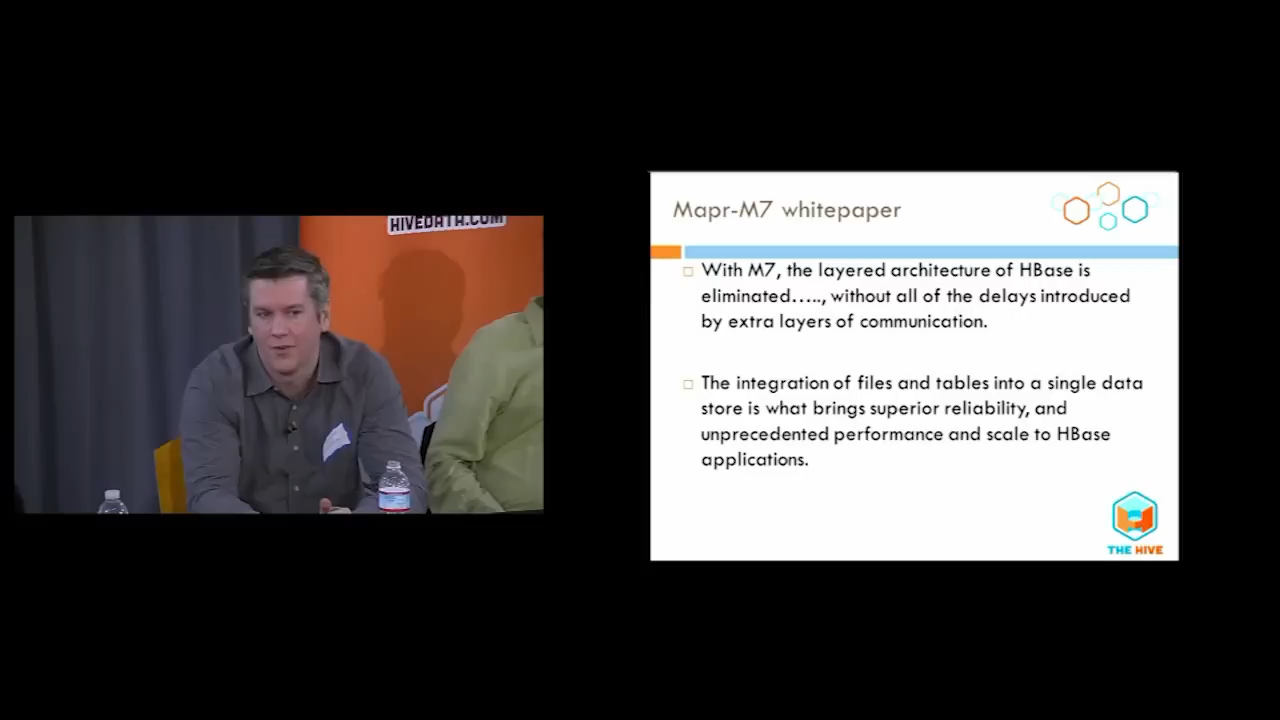 HIVEDATA.COM
Mapr-M7 whitepaper
With M7, the layered architecture of HBase is
eliminated….., without all of the delays introduced
by extra layers of communication.
The integration of files and tables into a single data
store is what brings superior reliability, and
unprecedented performance and scale to HBase
applications.
THE HIVE